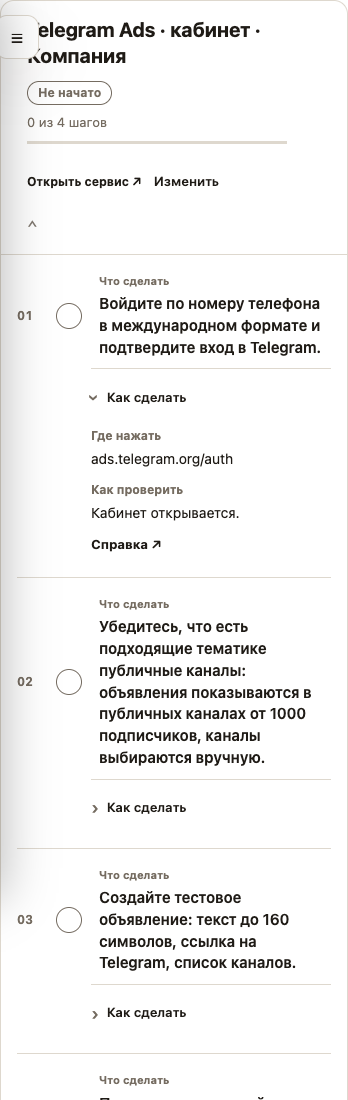 Telegram Ads · кабинет ·
Компания
Не начато
0 из 4 шагов
Открыть сервис ↗ Изменить
Что сделать
01
Войдите по номеру телефона
в международном формате и
подтвердите вход в Telegram.
Как сделать
Где нажать
ads.telegram.org/auth
Как проверить
Кабинет открывается.
Справка ↗
Что сделать
02
Убедитесь, что есть
подходящие тематике
публичные каналы:
объявления показываются в
публичных каналах от 1000
подписчиков, каналы
выбираются вручную.
Как сделать
Что сделать
03
Создайте тестовое
объявление: текст до 160
символов, ссылка на
Telegram, список каналов.
Как сделать
Что сделать